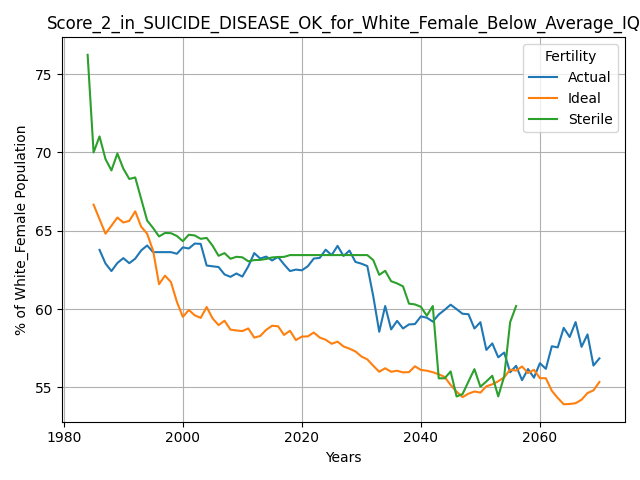 Score_2_in_SUICIDE_DISEASE_OK_for_White_Female_Below_Average_IQ
Fertility
Actual
Ideal
Sterile
% of White_Female Population
75
70
65
60
55
1980
2000
2020
2040
2060
Years